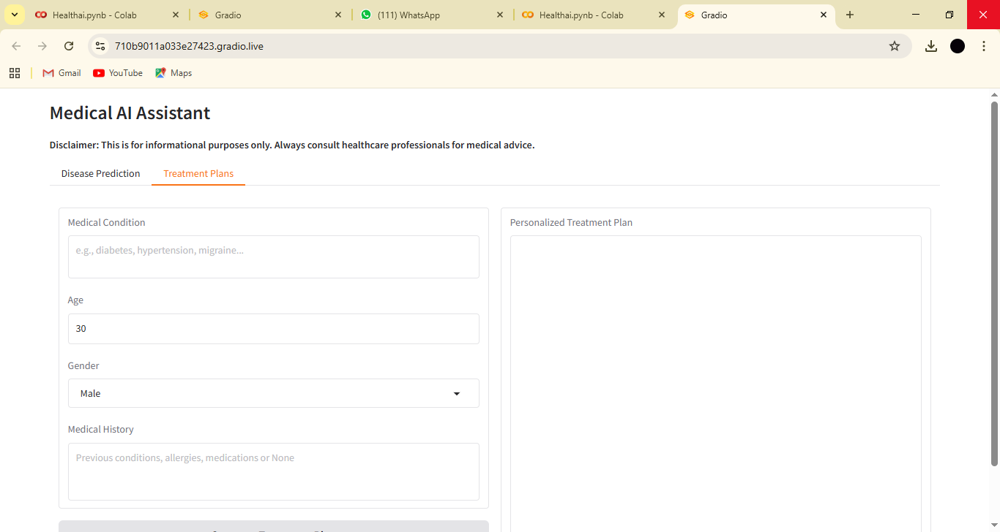 Healthai.pynb - Colab
Gradio
(111) WhatsApp
Healthai.pynb - Colab
Gradio
710b9011a033e27423.gradio.live
Gmail
YouTube
Maps
Medical AI Assistant
Disclaimer: This is for informational purposes only. Always consult healthcare professionals for medical advice.
Disease Prediction
Treatment Plans
Medical Condition
e.g., diabetes, hypertension, migraine...
Age
30
Gender
Male
Medical History
Previous conditions, allergies, medications or None
Personalized Treatment Plan